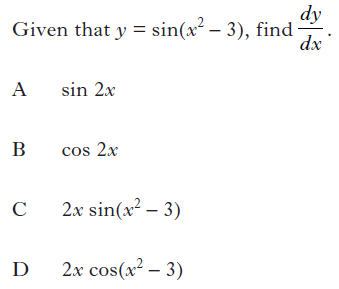 Given that y = sin(x² – 3), find dy/dx.
A sin 2x
B cos 2x
C 2x sin(x² – 3)
D 2x cos(x² – 3)